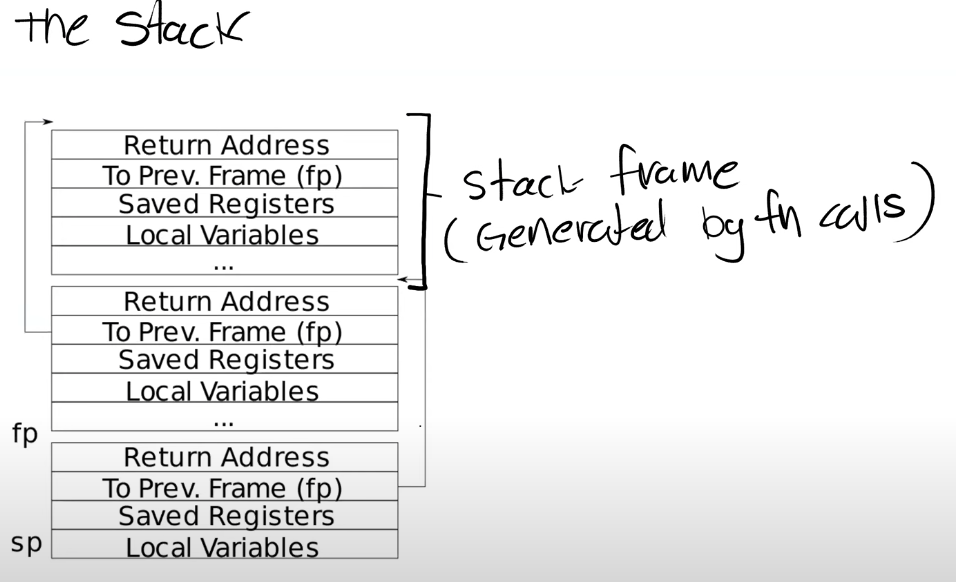 the Stack
Return Address
To Prev. Frame (fp)
Saved Registers
Local Variables
...
stack frame
(Generated by fn calls)
Return Address
To Prev. Frame (fp)
Saved Registers
Local Variables
...
fp
Return Address
To Prev. Frame (fp)
Saved Registers
sp
Local Variables